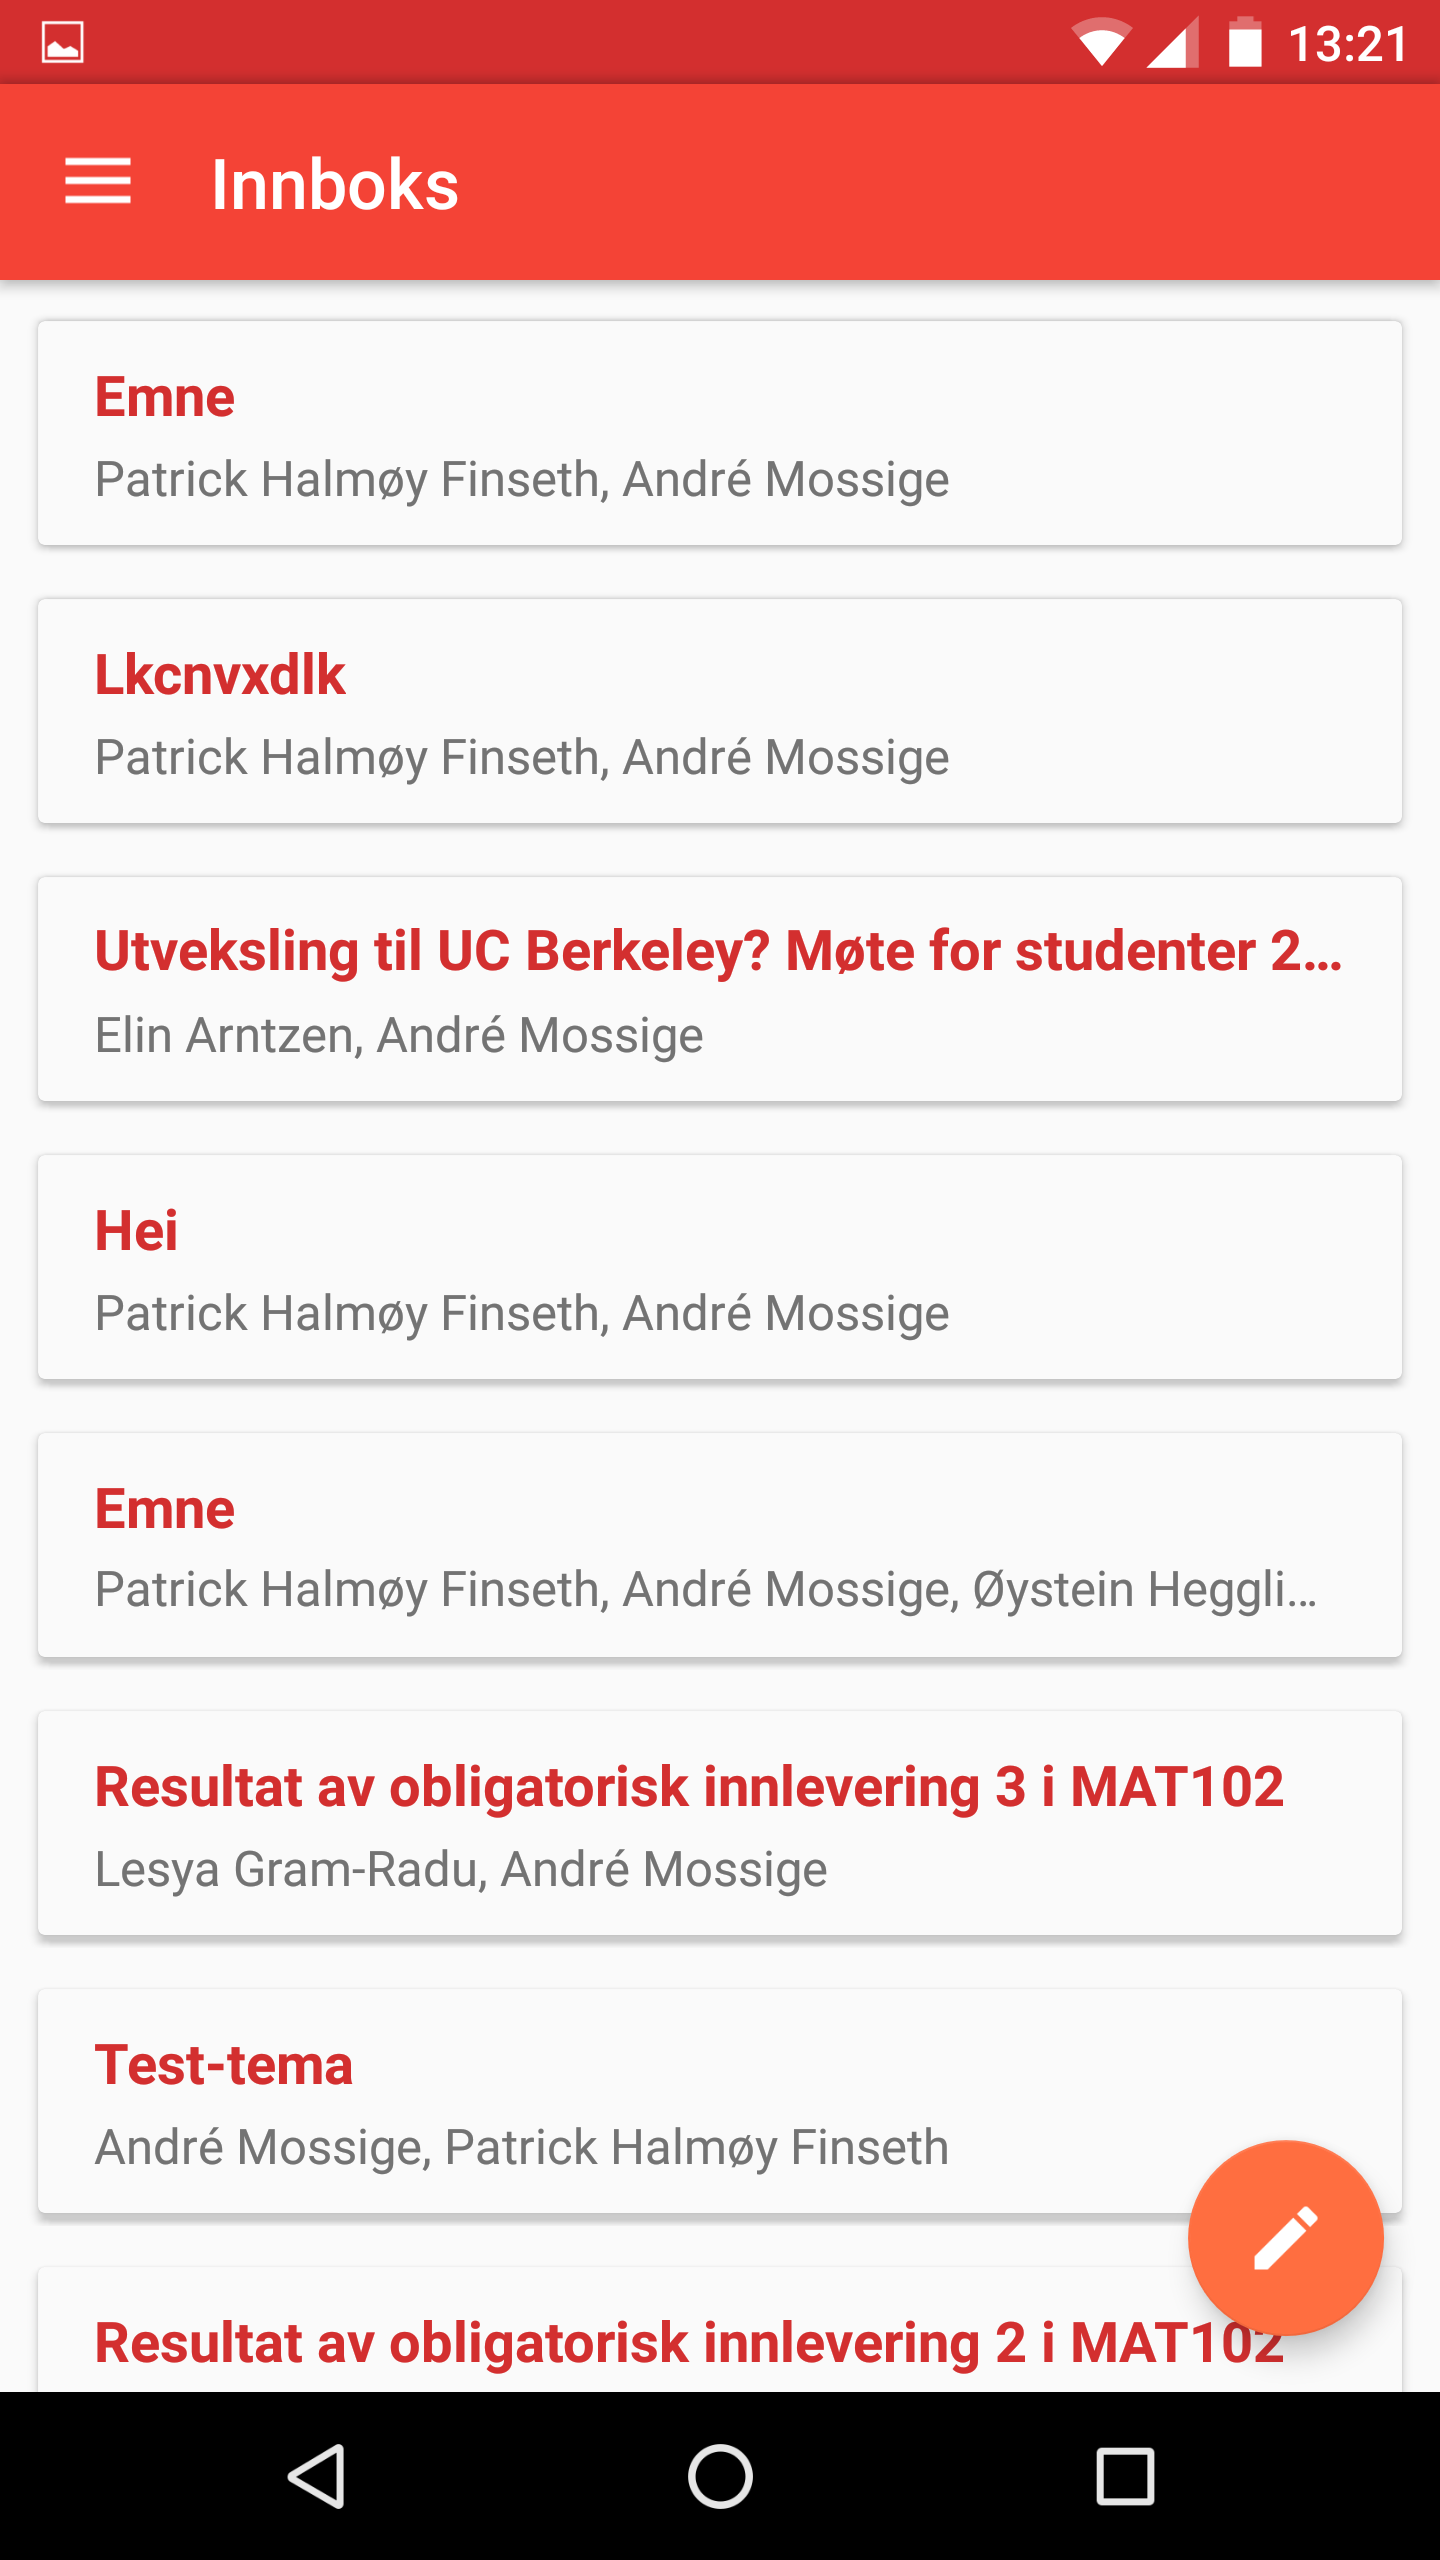 13:21
Innboks
Emne
Patrick Halmøy Finseth, André Mossige
Lkcnvxdlk
Patrick Halmøy Finseth, André Mossige
Utveksling til UC Berkeley? Møte for studenter 2...
Elin Arntzen, André Mossige
Hei
Patrick Halmøy Finseth, André Mossige
Emne
Patrick Halmøy Finseth, André Mossige, Øystein Heggli...
Resultat av obligatorisk innlevering 3 i MAT102
Lesya Gram-Radu, André Mossige
Test-tema
André Mossige, Patrick Halmøy Finseth
Resultat av obligatorisk innlevering 2 i MAT102